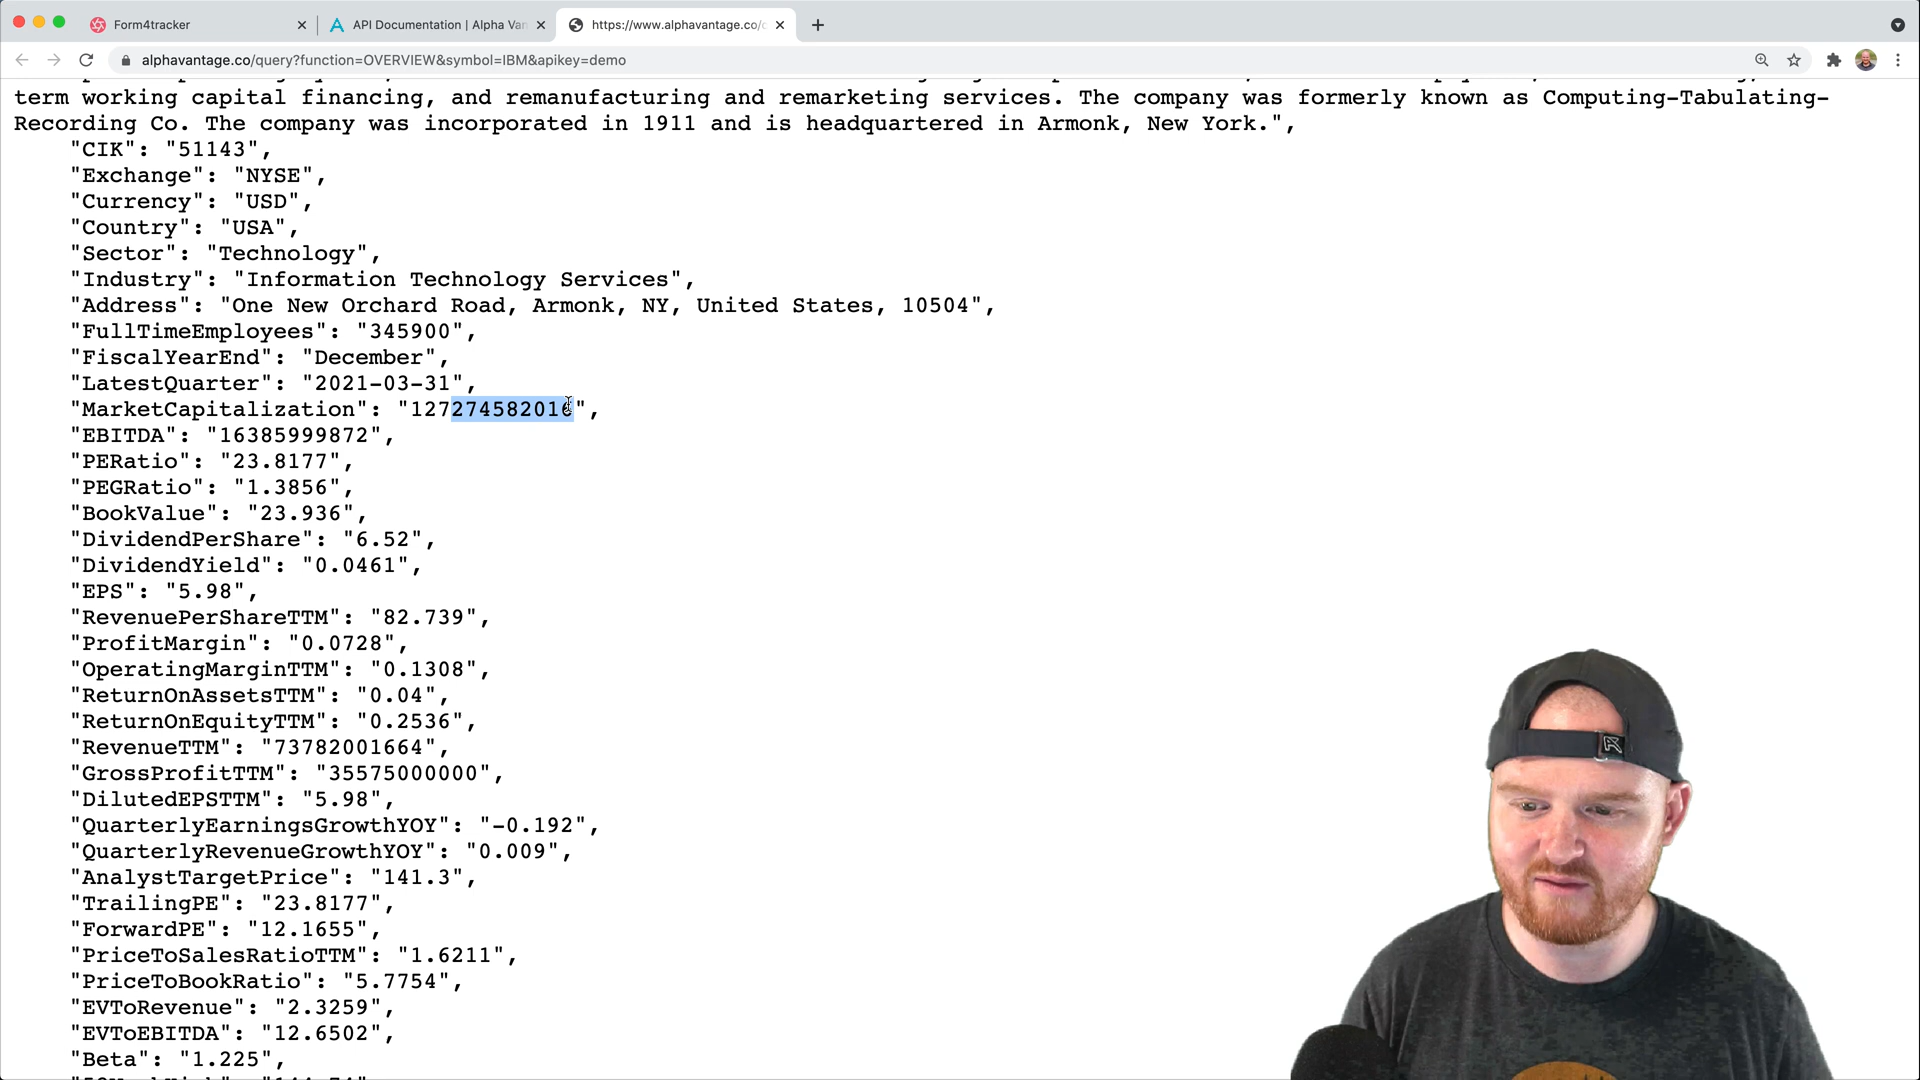 Form4tracker
API Documentation | Alpha Van
https://www.alphavantage.co/
alphavantage.co/query?function=OVERVIEW&symbol=IBM&apikey=demo
term working capital financing, and remanufacturing and remarketing services. The company was formerly known as Computing-Tabulating-
Recording Co. The company was incorporated in 1911 and is headquartered in Armonk, New York.",
"CIK": "51143",
"Exchange": "NYSE",
"Currency": "USD",
"Country": "USA",
"Sector": "Technology",
"Industry": "Information Technology Services",
"Address": "One New Orchard Road, Armonk, NY, United States, 10504",
"FullTimeEmployees": "345900",
"FiscalYearEnd": "December",
"LatestQuarter": "2021-03-31",
"MarketCapitalization": "127274582016",
"EBITDA": "16385999872",
"PERatio": "23.8177",
"PEGRatio": "1.3856",
"BookValue": "23.936",
"DividendPerShare": "6.52",
"DividendYield": "0.0461",
"EPS": "5.98",
"RevenuePerShareTTM": "82.739",
"ProfitMargin": "0.0728",
"OperatingMarginTTM": "0.1308",
"ReturnOnAssetsTTM": "0.04",
"ReturnOnEquityTTM": "0.2536",
"RevenueTTM": "73782001664",
"GrossProfitTTM": "35575000000",
"DilutedEPSTTM": "5.98",
"QuarterlyEarningsGrowthYOY": "-0.192",
"QuarterlyRevenueGrowthYOY": "0.009",
"AnalystTargetPrice": "141.3",
"TrailingPE": "23.8177",
"ForwardPE": "12.1655",
"PriceToSalesRatioTTM": "1.6211",
"PriceToBookRatio": "5.7754",
"EVToRevenue": "2.3259",
"EVToEBITDA": "12.6502",
"Beta": "1.225",